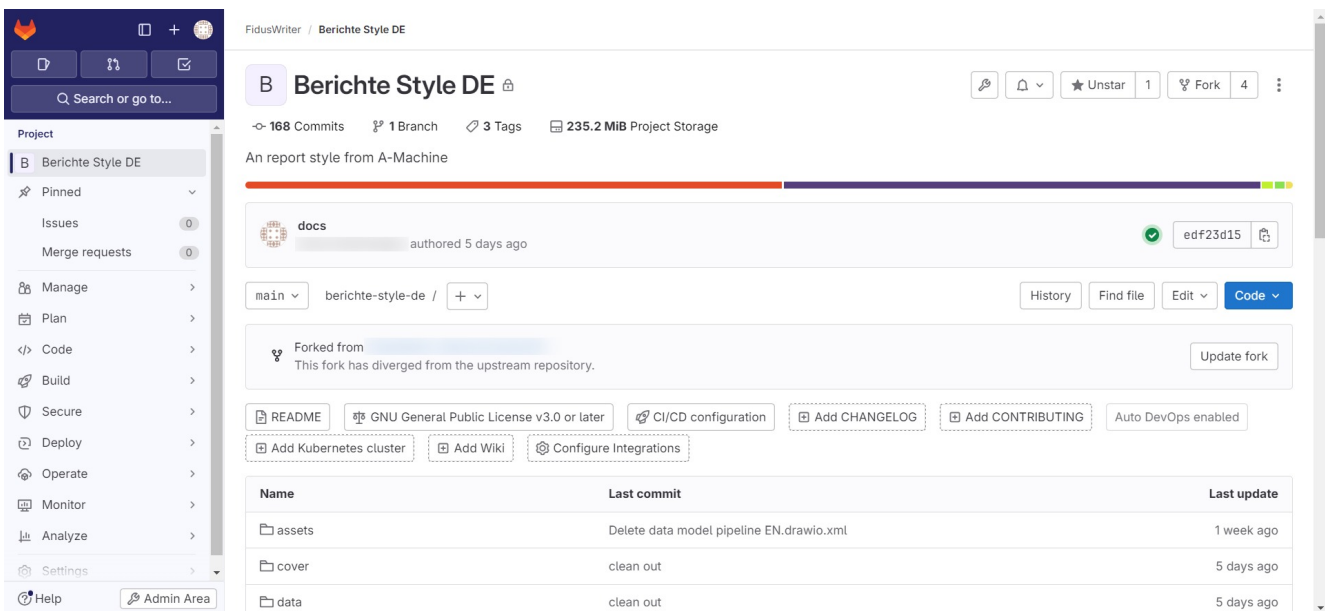 Search or go to...
Project
B Berichte Style DE
Pinned
Issues 0
Merge requests 0
Manage
Plan
Code
Build
Secure
Deploy
Operate
Monitor
Analyze
Settings
Help
Admin Area
FidusWriter / Berichte Style DE
B Berichte Style DE
Unstar 1
Fork 4
168 Commits 1 Branch 3 Tags 235.2 MiB Project Storage
An report style from A-Machine
docs
authored 5 days ago
edf23d15
main berichte-style-de / +
History Find file Edit Code
Forked from
This fork has diverged from the upstream repository.
Update fork
README GNU General Public License v3.0 or later CI/CD configuration Add CHANGELOG Add CONTRIBUTING Auto DevOps enabled
Add Kubernetes cluster Add Wiki Configure Integrations
Name Last commit Last update
assets Delete data model pipeline EN.drawio.xml 1 week ago
cover clean out 5 days ago
data clean out 5 days ago